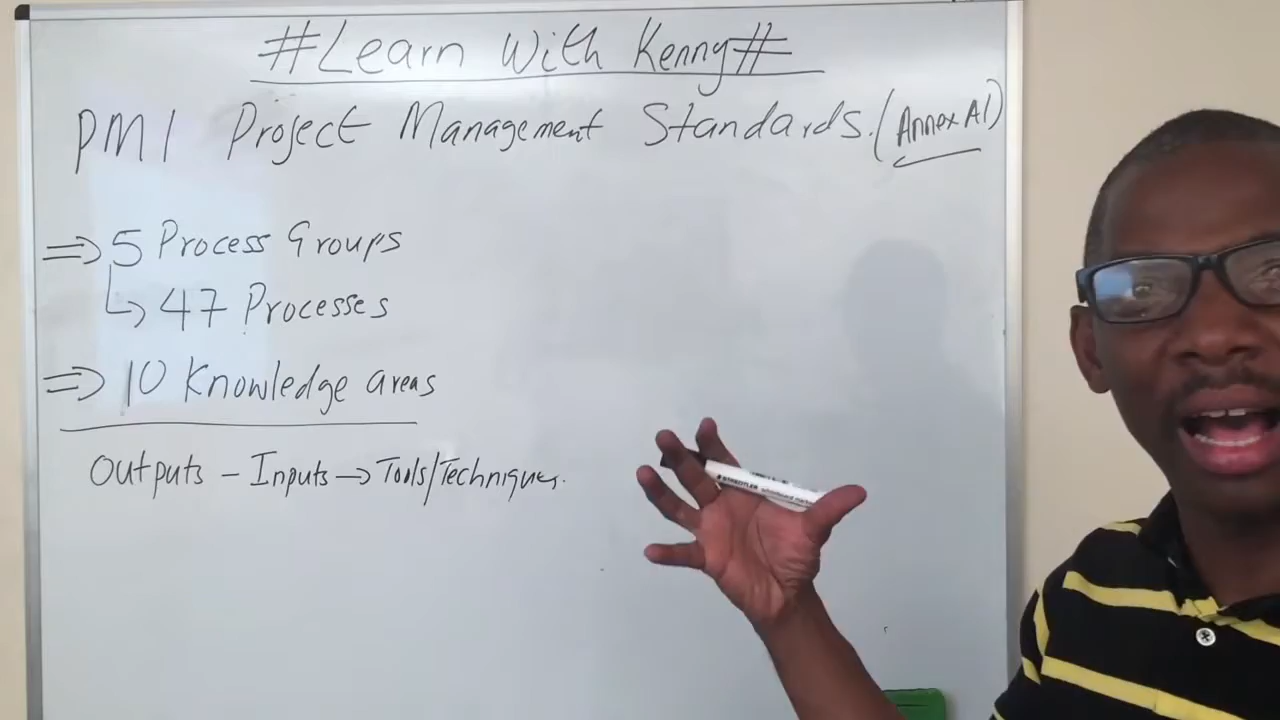 #Learn With Kenny#
PMI Project Management Standards. (Annex A1)
⇒ 5 Process Groups
↳ 47 Processes
⇒ 10 Knowledge areas
Outputs - Inputs → Tools/Techniques.
STAEDTLER